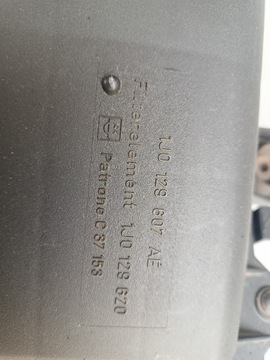 1J0 129 607 AE
Filterelement 1J0 129 620
Patrone C 37 153